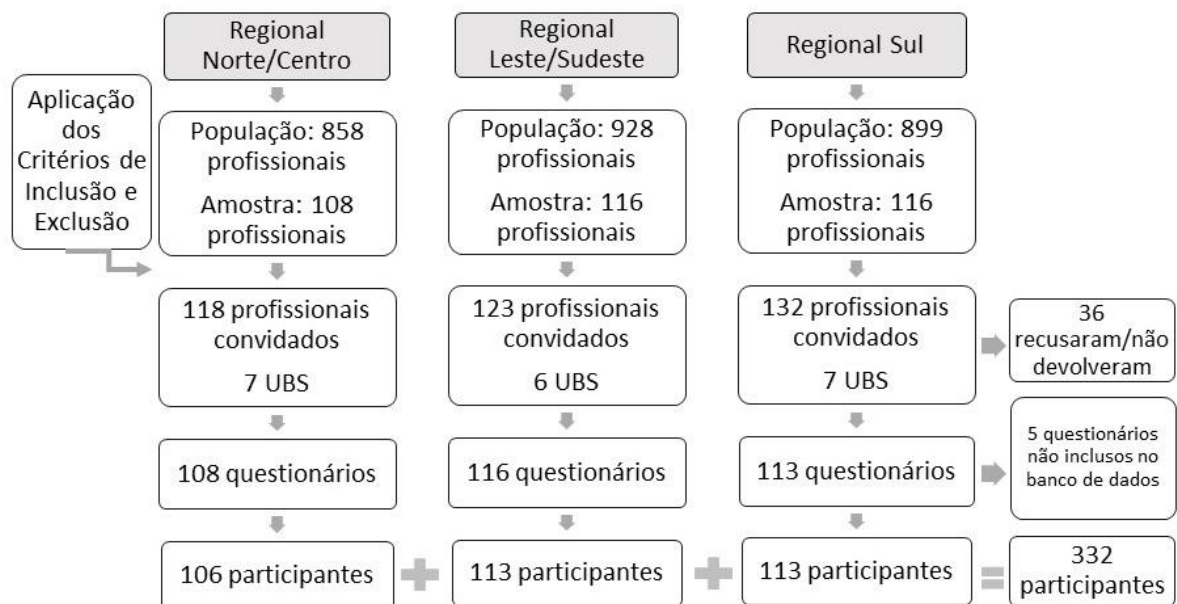 Regional
Norte/Centro
Regional
Leste/Sudeste
Regional Sul
Aplicação
dos
Critérios de
Inclusão e
Exclusão
População: 858
profissionais
Amostra: 108
profissionais
População: 928
profissionais
Amostra: 116
profissionais
População: 899
profissionais
Amostra: 116
profissionais
118 profissionais
convidados
7 UBS
123 profissionais
convidados
6 UBS
132 profissionais
convidados
7 UBS
36
recusaram/não
devolveram
108 questionários
116 questionários
113 questionários
5 questionários
não inclusos no
banco de dados
106 participantes
113 participantes
113 participantes
332
participantes